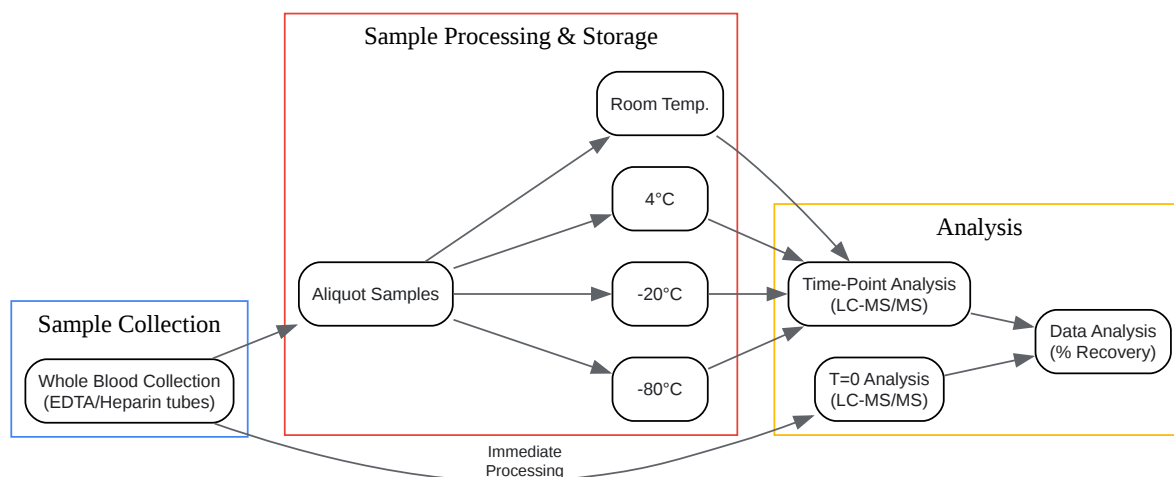 Sample Processing & Storage
Room Temp.
4°C
Analysis
Aliquot Samples
-20°C
Time-Point Analysis
(LC-MS/MS)
Sample Collection
Data Analysis
(% Recovery)
Whole Blood Collection
(EDTA/Heparin tubes)
-80°C
T=0 Analysis
(LC-MS/MS)
Immediate
Processing